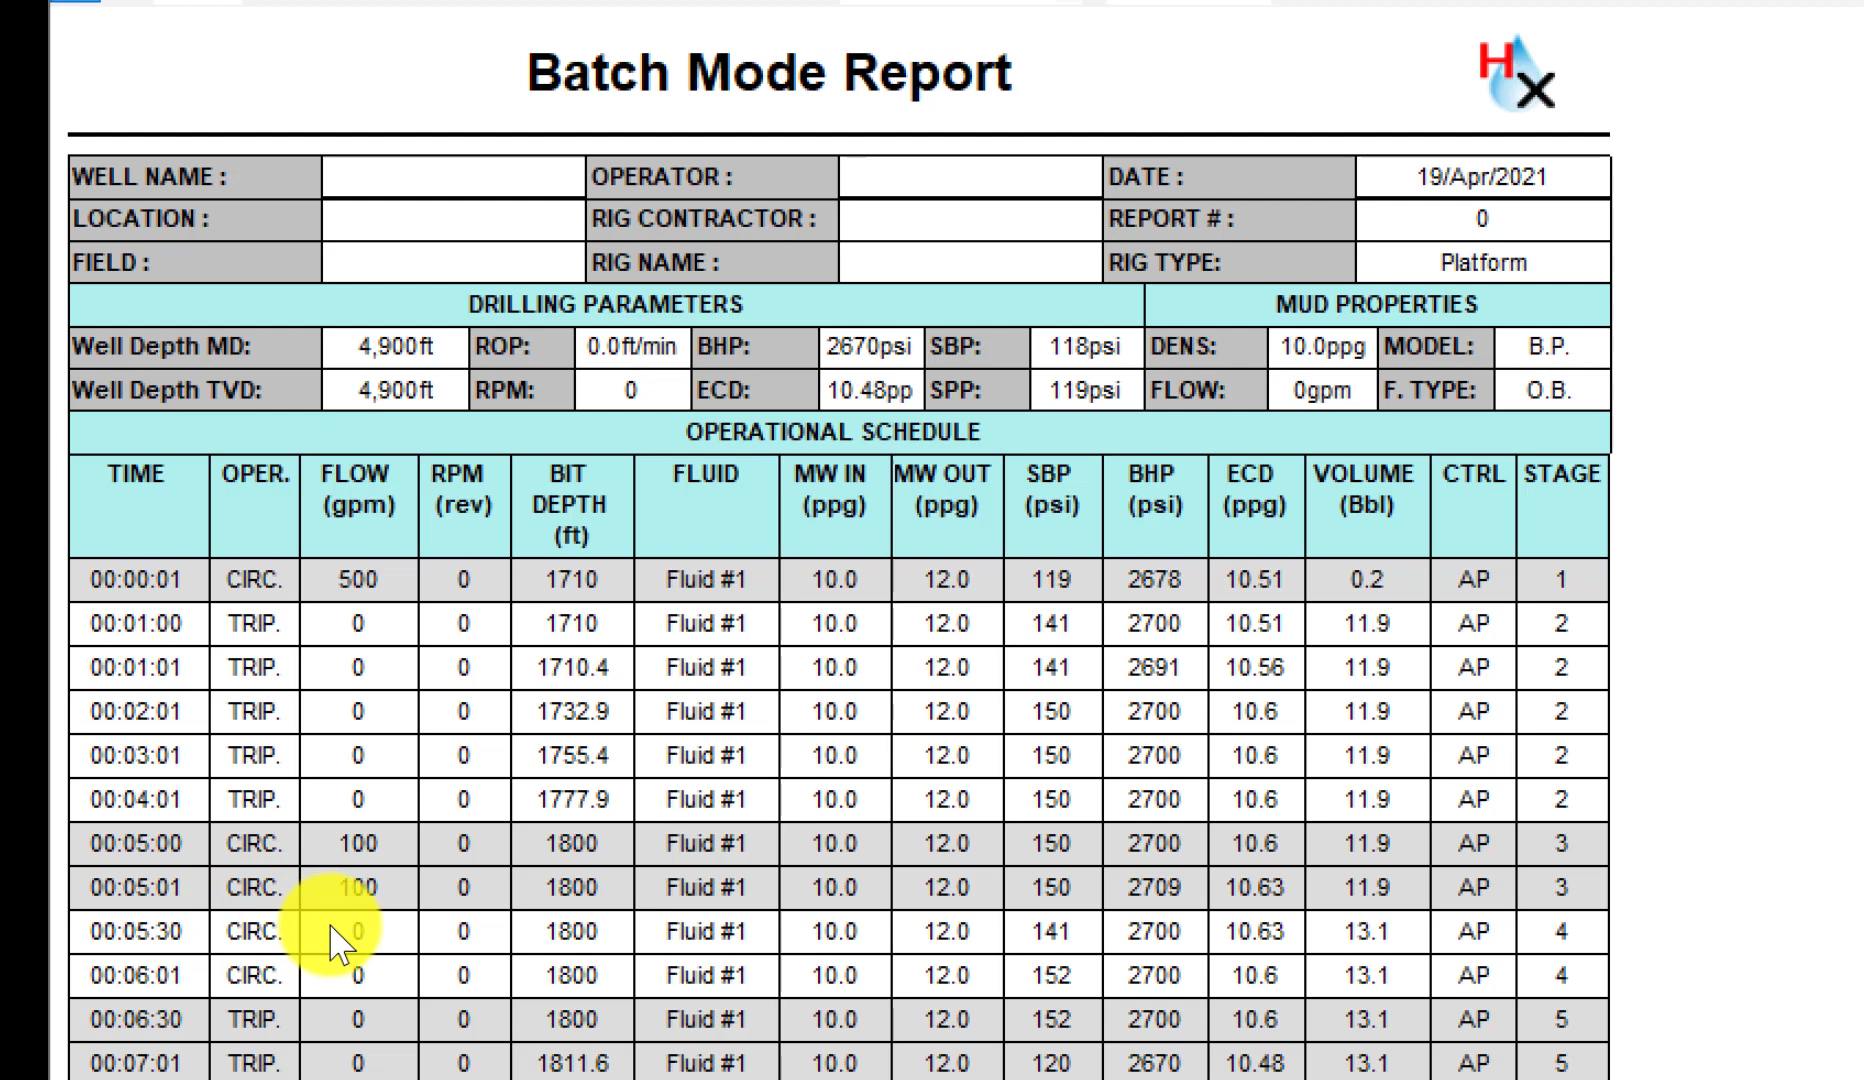 Batch Mode Report
HX
WELL NAME : OPERATOR : DATE : 19/Apr/2021
LOCATION : RIG CONTRACTOR : REPORT # : 0
FIELD : RIG NAME : RIG TYPE: Platform
DRILLING PARAMETERS MUD PROPERTIES
Well Depth MD: 4,900ft ROP: 0.0ft/min BHP: 2670psi SBP: 118psi DENS: 10.0ppg MODEL: B.P.
Well Depth TVD: 4,900ft RPM: 0 ECD: 10.48pp SPP: 119psi FLOW: 0gpm F. TYPE: O.B.
OPERATIONAL SCHEDULE
TIME OPER. FLOW RPM BIT FLUID MW IN MW OUT SBP BHP ECD VOLUME CTRL STAGE
(gpm) (rev) DEPTH (ppg) (ppg) (psi) (psi) (ppg) (Bbl)
(ft)
00:00:01 CIRC. 500 0 1710 Fluid #1 10.0 12.0 119 2678 10.51 0.2 AP 1
00:01:00 TRIP. 0 0 1710 Fluid #1 10.0 12.0 141 2700 10.51 11.9 AP 2
00:01:01 TRIP. 0 0 1710.4 Fluid #1 10.0 12.0 141 2691 10.56 11.9 AP 2
00:02:01 TRIP. 0 0 1732.9 Fluid #1 10.0 12.0 150 2700 10.6 11.9 AP 2
00:03:01 TRIP. 0 0 1755.4 Fluid #1 10.0 12.0 150 2700 10.6 11.9 AP 2
00:04:01 TRIP. 0 0 1777.9 Fluid #1 10.0 12.0 150 2700 10.6 11.9 AP 2
00:05:00 CIRC. 100 0 1800 Fluid #1 10.0 12.0 150 2700 10.6 11.9 AP 3
00:05:01 CIRC. 100 0 1800 Fluid #1 10.0 12.0 150 2709 10.63 11.9 AP 3
00:05:30 CIRC. 0 0 1800 Fluid #1 10.0 12.0 141 2700 10.63 13.1 AP 4
00:06:01 CIRC. 0 0 1800 Fluid #1 10.0 12.0 152 2700 10.6 13.1 AP 4
00:06:30 TRIP. 0 0 1800 Fluid #1 10.0 12.0 152 2700 10.6 13.1 AP 5
00:07:01 TRIP. 0 0 1811.6 Fluid #1 10.0 12.0 120 2670 10.48 13.1 AP 5